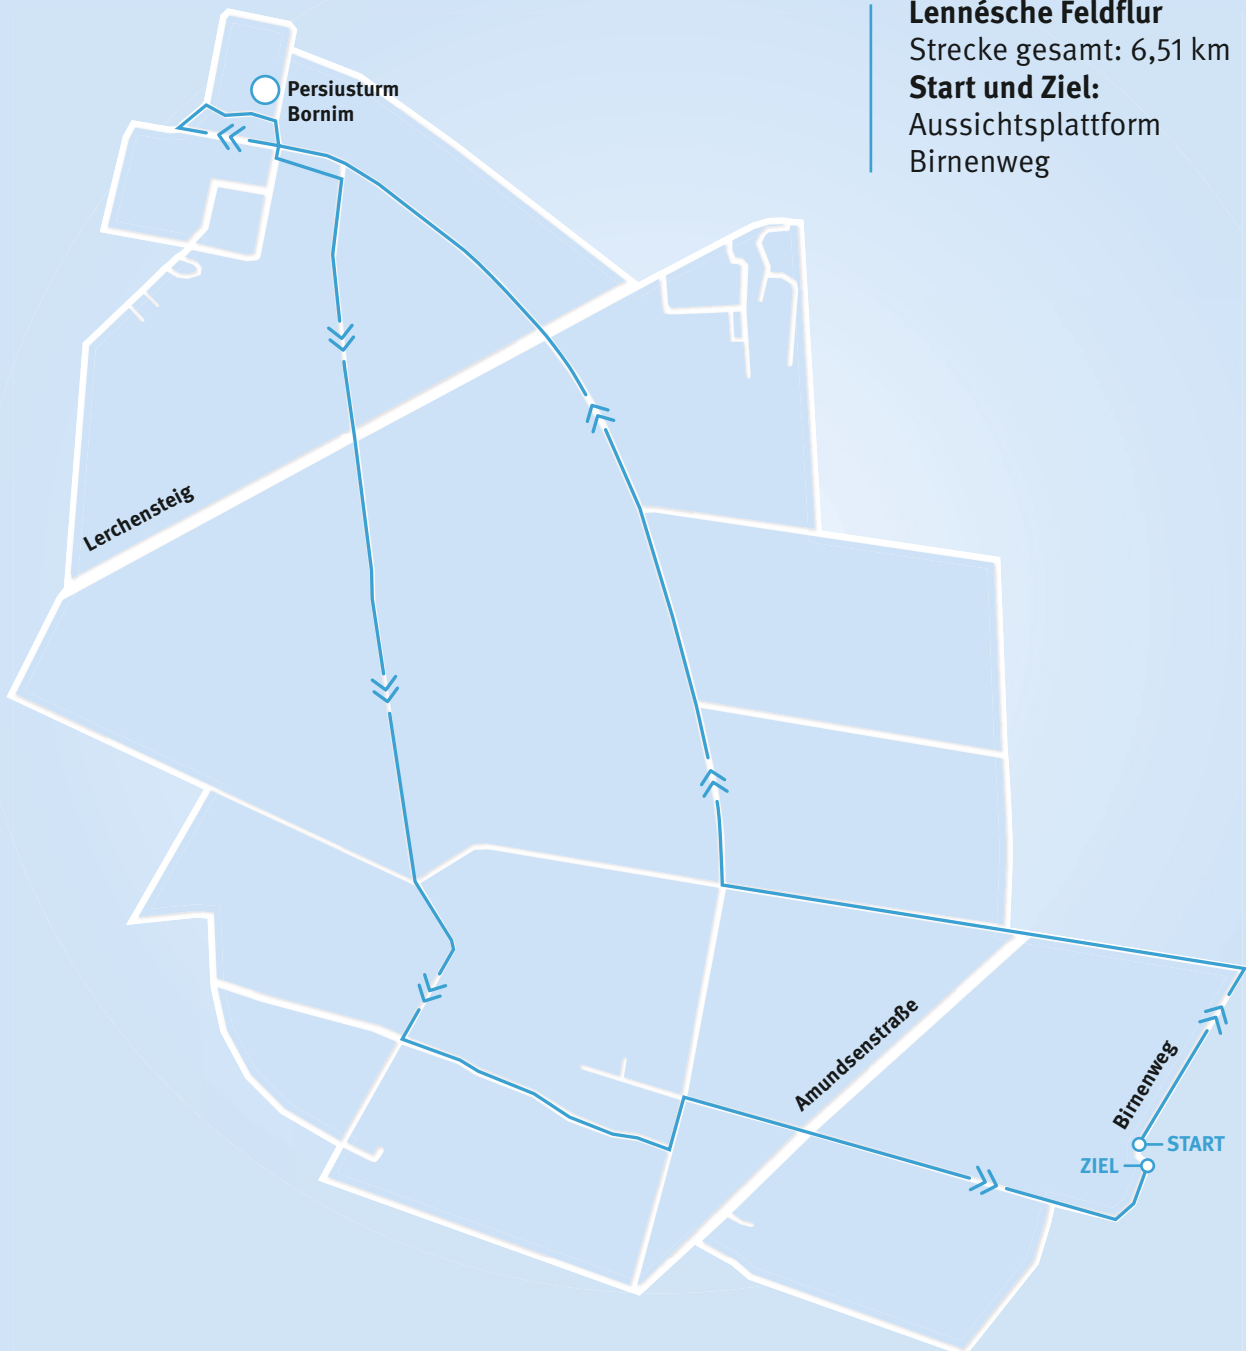 Lennésche Feldflur
Strecke gesamt: 6,51 km
Start und Ziel:
Aussichtsplattform
Birnenweg
Persiusturm
Bornim
Lerchensteig
Amundsenstraße
Birnenweg
START
ZIEL